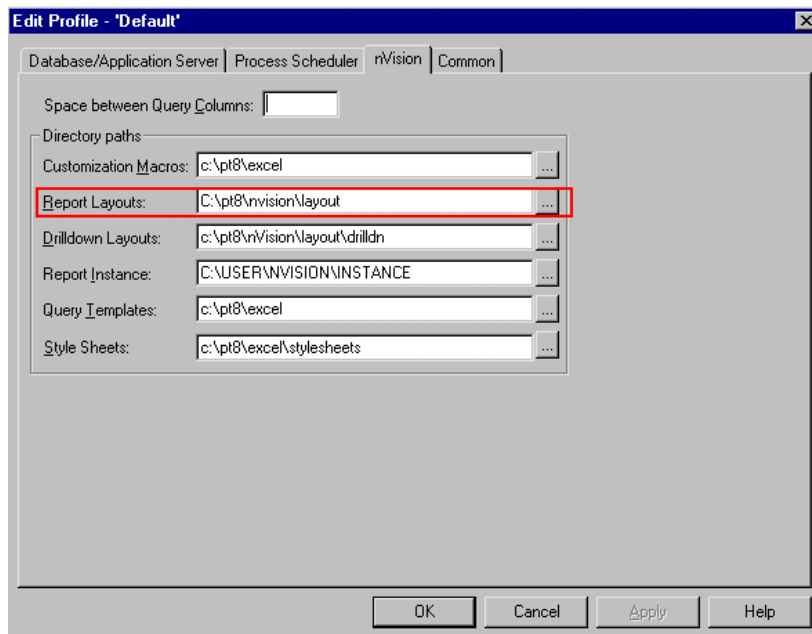 Edit Profile - 'Default'
Database/Application Server Process Scheduler nVision Common
Space between Query Columns:
Directory paths
Customization Macros: c:\pt8\excel ...
Report Layouts: C:\pt8\nvision\layout ...
Drilldown Layouts: c:\pt8\nVision\layout\drilldn ...
Report Instance: C:\USER\NVISION\INSTANCE ...
Query Templates: c:\pt8\excel ...
Style Sheets: c:\pt8\excel\stylesheets ...
OK Cancel Apply Help